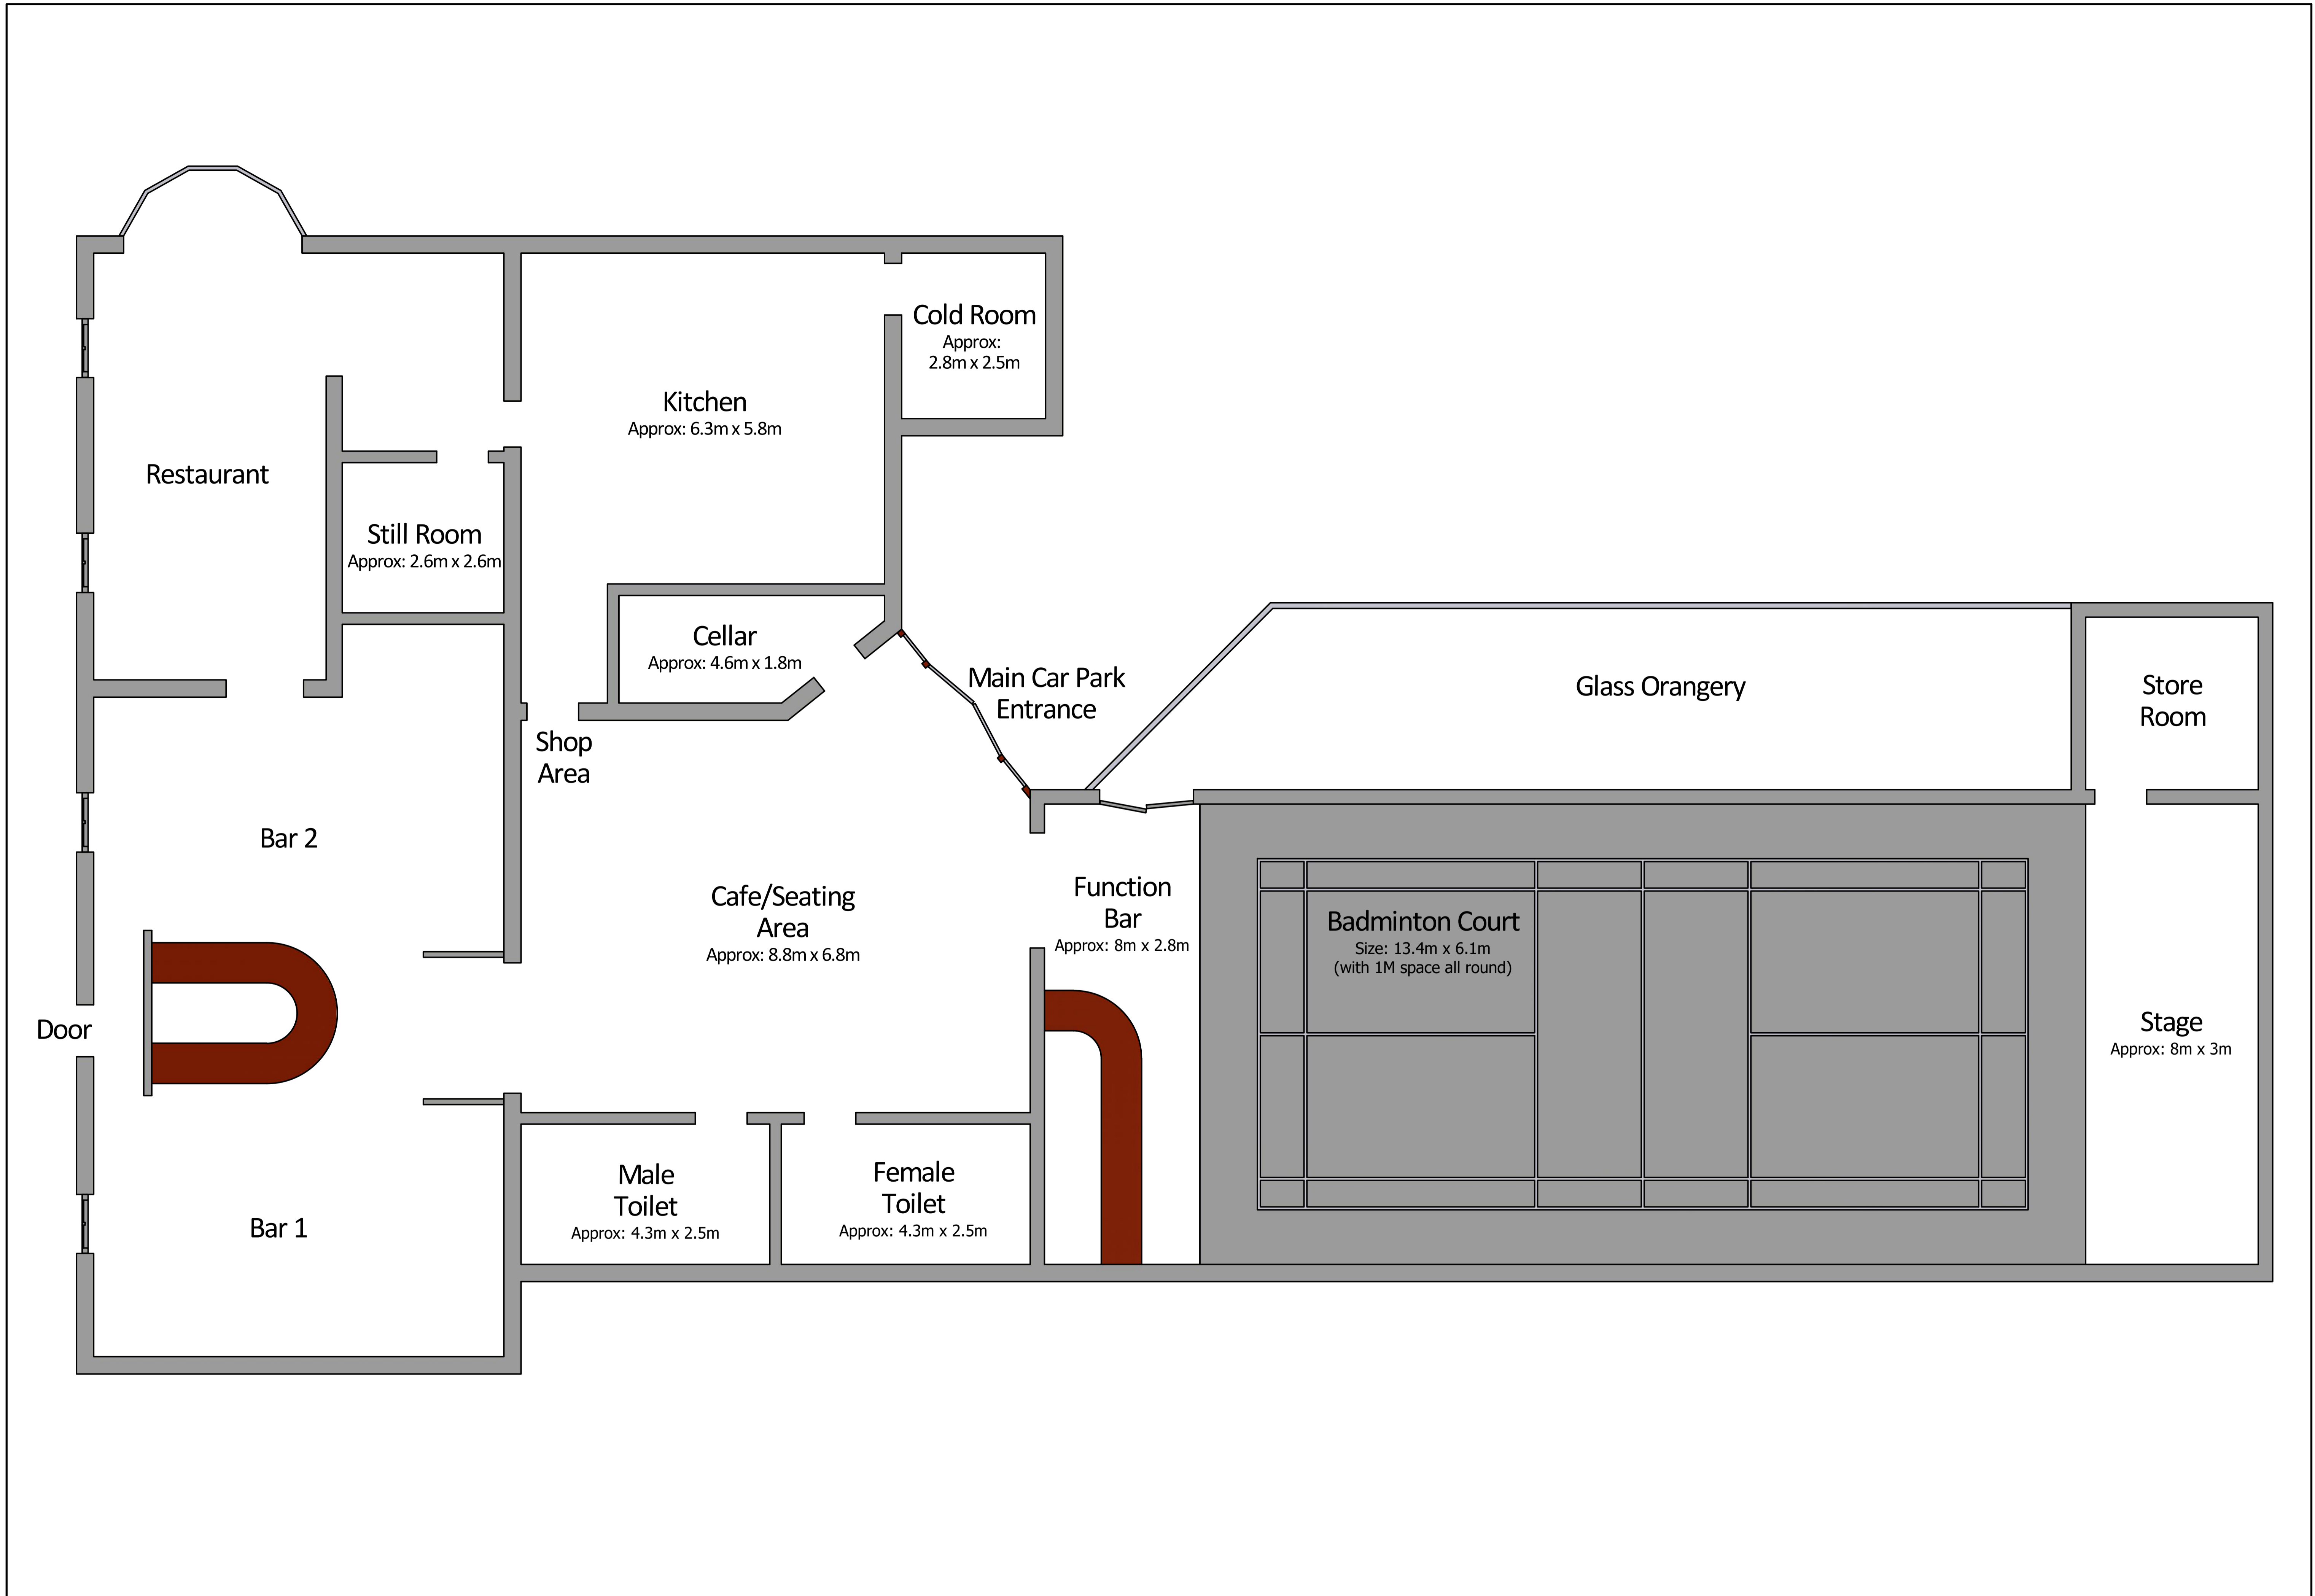 Cold Room
Approx:
2.8m x 2.5m
Kitchen
Approx: 6.3m x 5.8m
Restaurant
Still Room
Approx: 2.6m x 2.6m
Cellar
Approx: 4.6m x 1.8m
Main Car Park
Entrance
Glass Orangery
Store
Room
Shop
Area
Bar 2
Cafe/Seating
Area
Approx: 8.8m x 6.8m
Function
Bar
Approx: 8m x 2.8m
Badminton Court
Size: 13.4m x 6.1m
(with 1M space all round)
Door
Stage
Approx: 8m x 3m
Male
Toilet
Approx: 4.3m x 2.5m
Female
Toilet
Approx: 4.3m x 2.5m
Bar 1